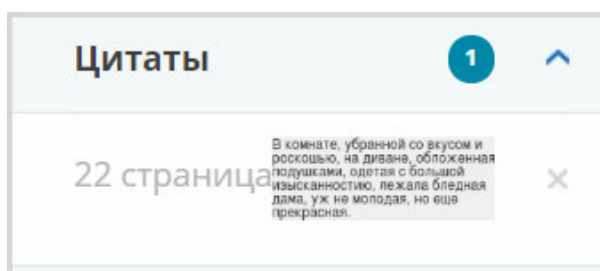 Цитаты
1
22 страница
В комнате, убранной со вкусом и
роскошью, на диване, обложенная
подушками, одетая с большой
изысканностию, лежала бледная
дама, уж не молодая, но еще
прекрасная.